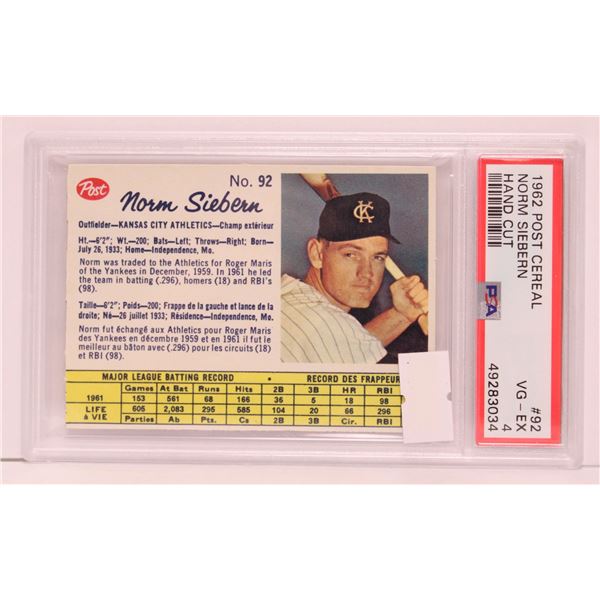 Post
No. 92
Norm Siebern
Outfielder—KANSAS CITY ATHLETICS—Champ extérieur
Ht.—6'2"; Wt.—200; Bats—Left; Throws—Right; Born—
July 26, 1933; Home—Independence, Mo.
Norm was traded to the Athletics for Roger Maris
of the Yankees in December, 1959. In 1961 he led
the team in batting (.296), homers (18) and RBI's
(98).
Taille—6'2"; Poids—200; Frappe de la gauche et lance de la
droite; Né—26 juillet 1933; Résidence—Independence, Mo.
Norm fut échangé aux Athletics pour Roger Maris
des Yankees en décembre 1959 et en 1961 il fut
le meilleur au bâton avec (.296) pour les circuits (18)
et RBI (98).
KC
MAJOR LEAGUE BATTING RECORD • RECORD DES FRAPPEUR
Games At Bat Runs Hits 2B 3B HR RBI
1961 153 561 68 166 36 5 18 98
LIFE À VIE 605 2,083 295 585 104 20 66 296
Parties AB Pts. Cs 2B 3B Cir. RBI
1962 POST CEREAL #92
NORM SIEBERN VG-EX 4
HAND CUT
PSA
49283034